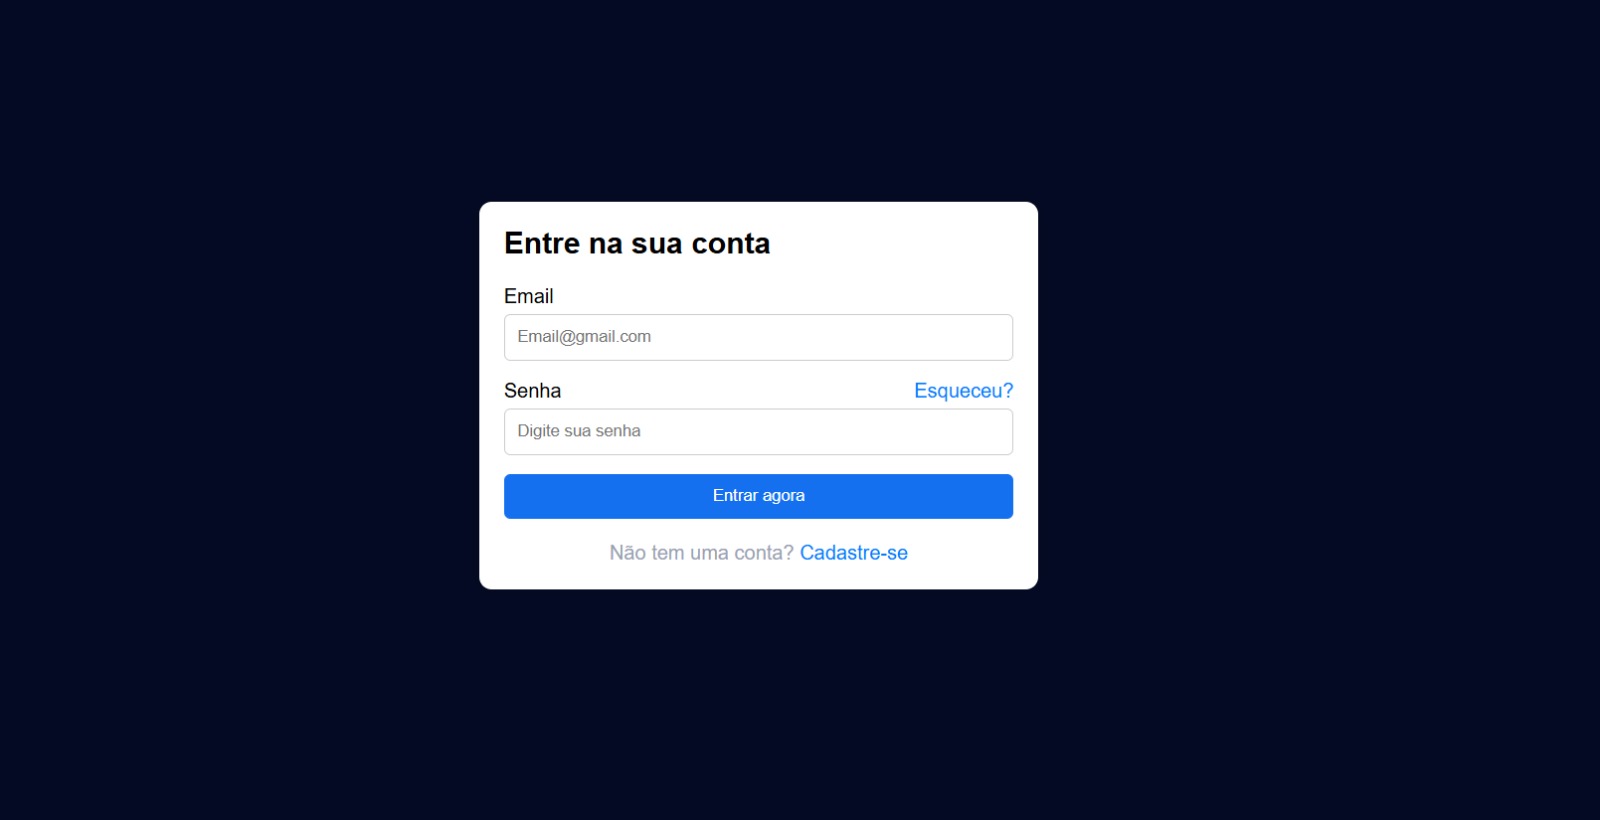 Entre na sua conta
Email
Email@gmail.com
Senha Esqueceu?
Digite sua senha
Entrar agora
Não tem uma conta? Cadastre-se